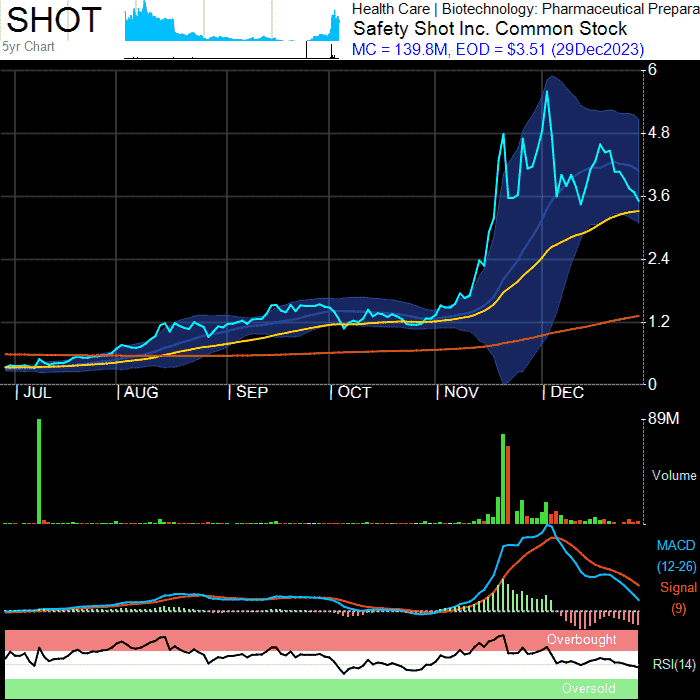 SHOT
5yr Chart
Health Care | Biotechnology: Pharmaceutical Prepara
Safety Shot Inc. Common Stock
MC = 139.8M, EOD = $3.51 (29Dec2023)
6
4.8
3.6
2.4
1.2
0
| JUL | AUG | SEP | OCT | NOV | DEC
89M
Volume
MACD
(12-26)
Signal
(9)
Overbought
RSI(14)
Oversold